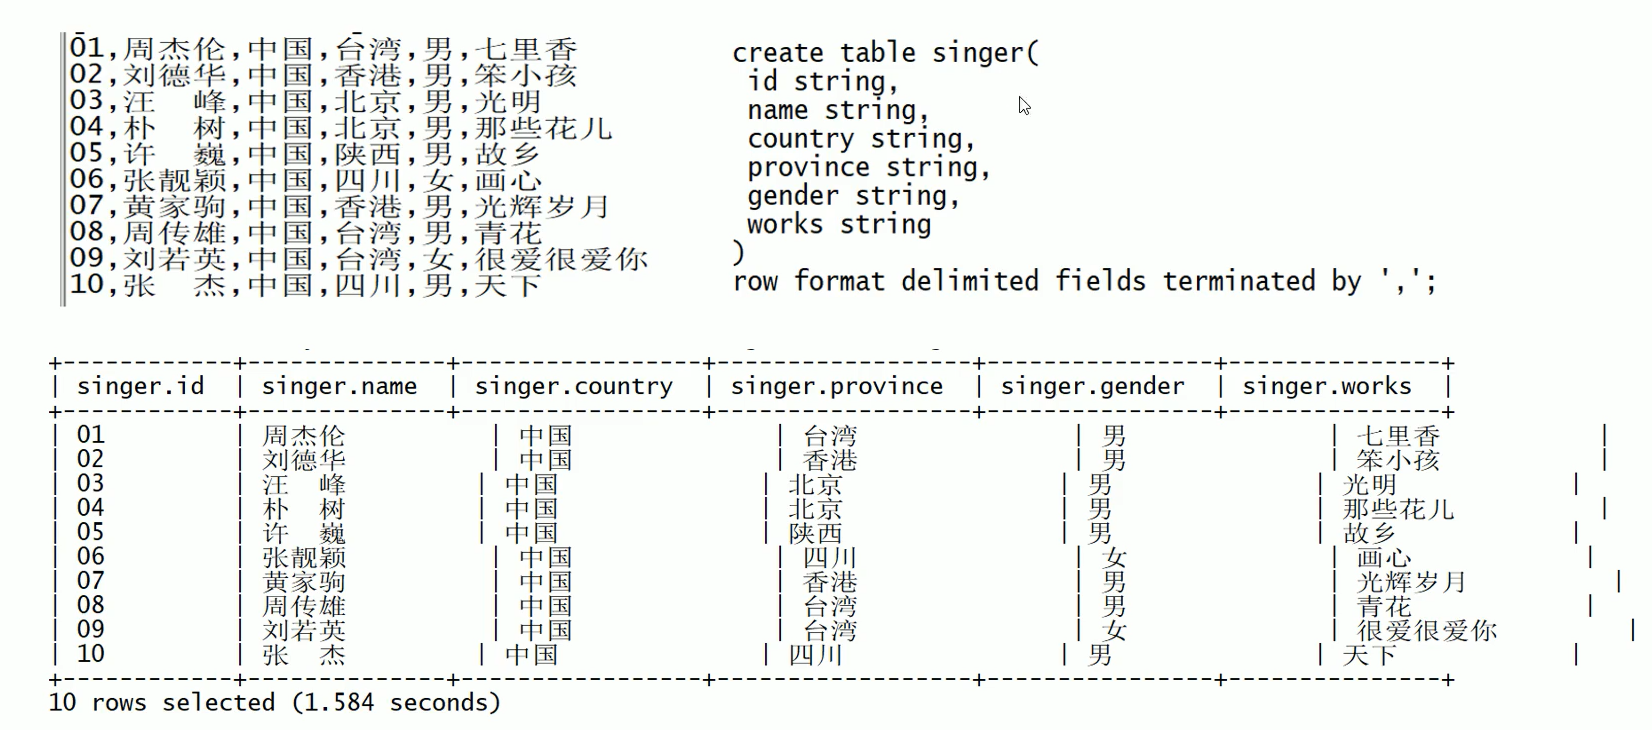 01,周杰伦,中国,台湾,男,七里香
02,刘德华,中国,香港,男,笨小孩
03,汪　峰,中国,北京,男,光明
04,朴　树,中国,北京,男,那些花儿
05,许　巍,中国,陕西,男,故乡
06,张靓颖,中国,四川,女,画心
07,黄家驹,中国,香港,男,光辉岁月
08,周传雄,中国,台湾,男,青花
09,刘若英,中国,台湾,女,很爱很爱你
10,张　杰,中国,四川,男,天下
create table singer(
id string,
name string,
country string,
province string,
gender string,
works string
)
row format delimited fields terminated by ',';
+------------+--------------+-----------------+------------------+----------------+---------------+
| singer.id | singer.name | singer.country | singer.province | singer.gender | singer.works |
+------------+--------------+-----------------+------------------+----------------+---------------+
| 01 | 周杰伦 | 中国 | 台湾 | 男 | 七里香 |
| 02 | 刘德华 | 中国 | 香港 | 男 | 笨小孩 |
| 03 | 汪　峰 | 中国 | 北京 | 男 | 光明 |
| 04 | 朴　树 | 中国 | 北京 | 男 | 那些花儿 |
| 05 | 许　巍 | 中国 | 陕西 | 男 | 故乡 |
| 06 | 张靓颖 | 中国 | 四川 | 女 | 画心 |
| 07 | 黄家驹 | 中国 | 香港 | 男 | 光辉岁月 |
| 08 | 周传雄 | 中国 | 台湾 | 男 | 青花 |
| 09 | 刘若英 | 中国 | 台湾 | 女 | 很爱很爱你 |
| 10 | 张　杰 | 中国 | 四川 | 男 | 天下 |
+------------+--------------+-----------------+------------------+----------------+---------------+
10 rows selected (1.584 seconds)